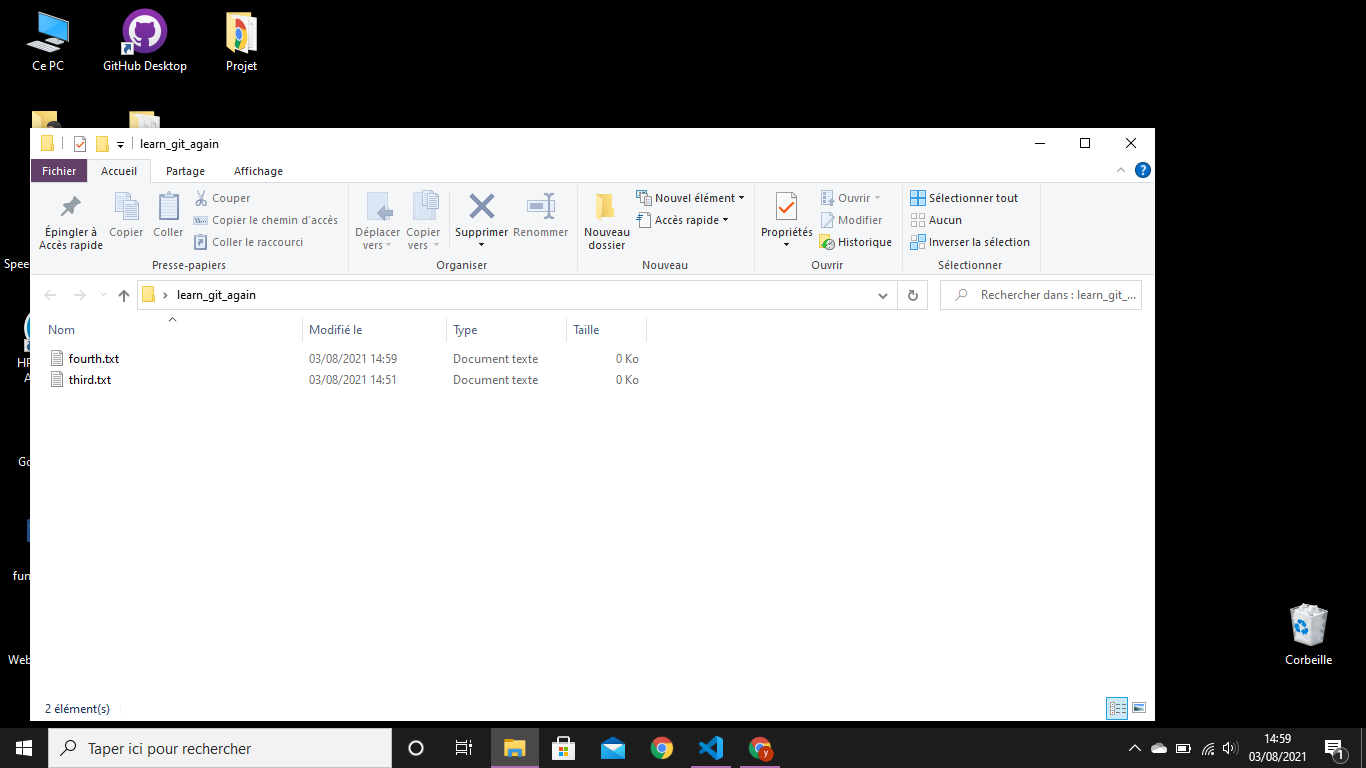 Ce PC
GitHub Desktop
Projet
learn_git_again
Fichier
Accueil
Partage
Affichage
?
Épingler à
Accès rapide
Copier
Coller
Couper
Copier le chemin d'accès
Coller le raccourci
Presse-papiers
Déplacer
vers
Copier
vers
Supprimer
Renommer
Organiser
Nouveau
dossier
Nouvel élément
Accès rapide
Nouveau
Propriétés
Ouvrir
Modifier
Historique
Ouvrir
Sélectionner tout
Aucun
Inverser la sélection
Sélectionner
learn_git_again
Rechercher dans : learn_git_...
Nom
Modifié le
Type
Taille
fourth.txt 03/08/2021 14:59 Document texte 0 Ko
third.txt 03/08/2021 14:51 Document texte 0 Ko
2 élément(s)
Spee
HP
A
Go
fun
Web
Corbeille
Taper ici pour rechercher
y
14:59
03/08/2021
1